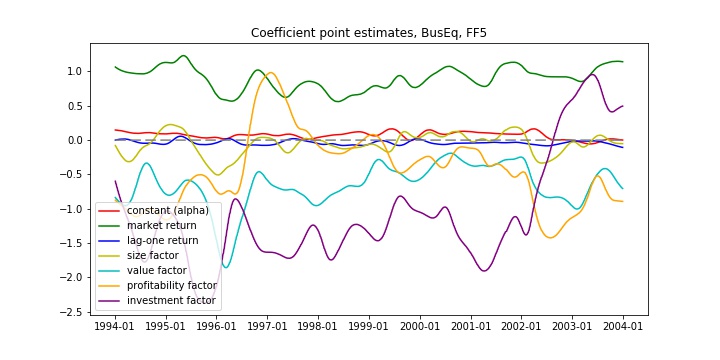 Coefficient point estimates, BusEq, FF5
1.0
0.5
0.0
−0.5
−1.0
−1.5
−2.0
−2.5
constant (alpha)
market return
lag-one return
size factor
value factor
profitability factor
investment factor
1994-01 1995-01 1996-01 1997-01 1998-01 1999-01 2000-01 2001-01 2002-01 2003-01 2004-01